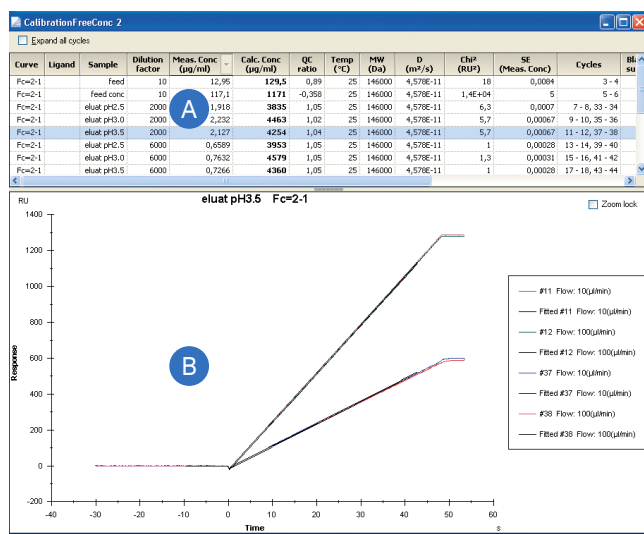 CalibrationFreeConc 2
Expand all cycles
Curve Ligand Sample Dilution factor Meas. Conc (µg/ml) Calc. Conc (µg/ml) QC ratio Temp (°C) MW (Da) D (m²/s) Chi² (RU²) SE (Meas. Conc) Cycles Bla su
Fc=2-1 feed 10 12,95 129,5 0,89 25 146000 4,578E-11 18 0,0084 3 - 4
Fc=2-1 feed conc 10 117,1 1171 -0,358 25 146000 4,578E-11 1,4E+04 5 5 - 6
Fc=2-1 eluat pH2.5 2000 1,918 3835 1,05 25 146000 4,578E-11 6,3 0,0007 7 - 8, 33 - 34
Fc=2-1 eluat pH3.0 2000 2,232 4463 1,02 25 146000 4,578E-11 5,7 0,00067 9 - 10, 35 - 36
Fc=2-1 eluat pH3.5 2000 2,127 4254 1,04 25 146000 4,578E-11 5,7 0,00067 11 - 12, 37 - 38
Fc=2-1 eluat pH2.5 6000 0,6589 3953 1,05 25 146000 4,578E-11 1 0,00028 13 - 14, 39 - 40
Fc=2-1 eluat pH3.0 6000 0,7632 4579 1,05 25 146000 4,578E-11 1,3 0,00031 15 - 16, 41 - 42
Fc=2-1 eluat pH3.5 6000 0,7266 4360 1,05 25 146000 4,578E-11 1 0,00028 17 - 18, 43 - 44
A
RU
eluat pH3.5 Fc=2-1
Zoom lock
1400
1200
1000
800
600
400
200
0
-200
Response
B
#11 Flow: 10(µl/min)
Fitted #11 Flow: 10(µl/min)
#12 Flow: 100(µl/min)
Fitted #12 Flow: 100(µl/min)
#37 Flow: 10(µl/min)
Fitted #37 Flow: 10(µl/min)
#38 Flow: 100(µl/min)
Fitted #38 Flow: 100(µl/min)
-40 -30 -20 -10 0 10 20 30 40 50 60
Time s